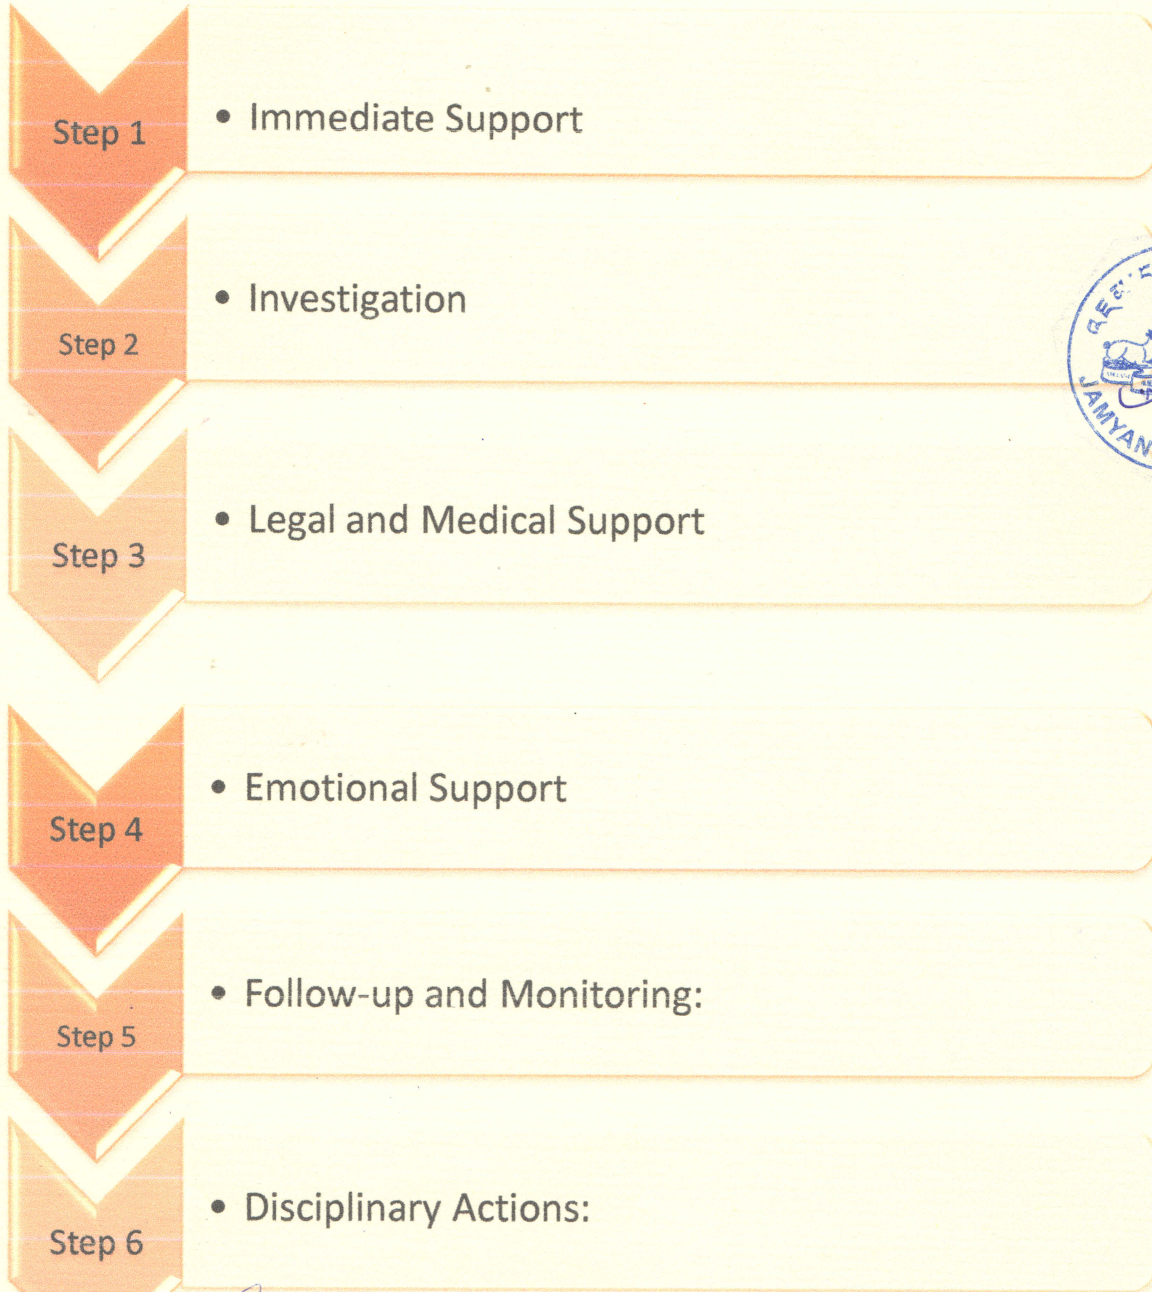 Step 1
• Immediate Support
Step 2
• Investigation
Step 3
• Legal and Medical Support
Step 4
• Emotional Support
Step 5
• Follow-up and Monitoring:
Step 6
• Disciplinary Actions:
JAMYAN